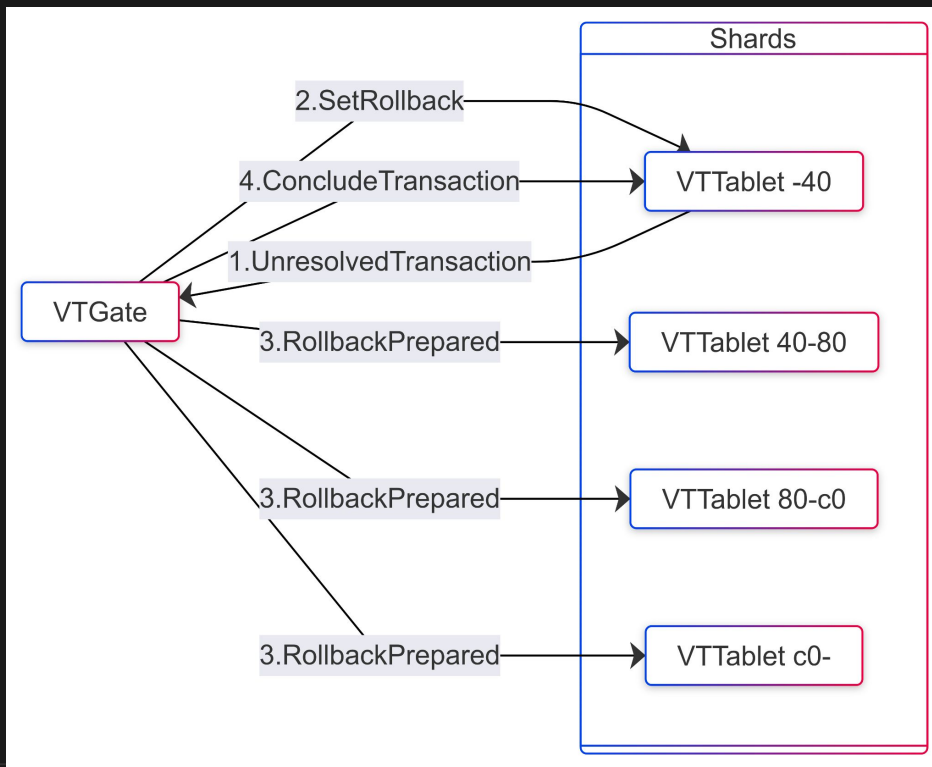 Shards
2.SetRollback
4.ConcludeTransaction
VTTablet -40
1.UnresolvedTransaction
VTGate
3.RollbackPrepared
VTTablet 40-80
3.RollbackPrepared
VTTablet 80-c0
3.RollbackPrepared
VTTablet c0-